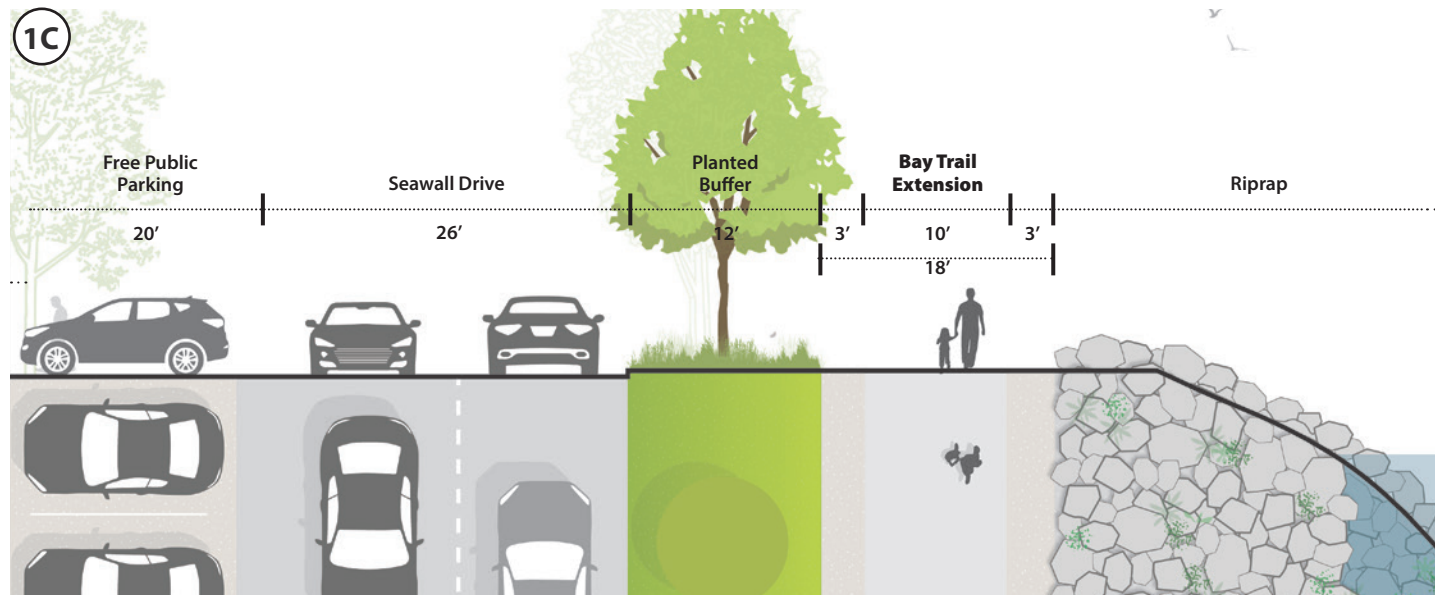 1C
Free Public
Parking
Seawall Drive
Planted
Buffer
Bay Trail
Extension
Riprap
20′
26′
12′
3′
10′
3′
18′